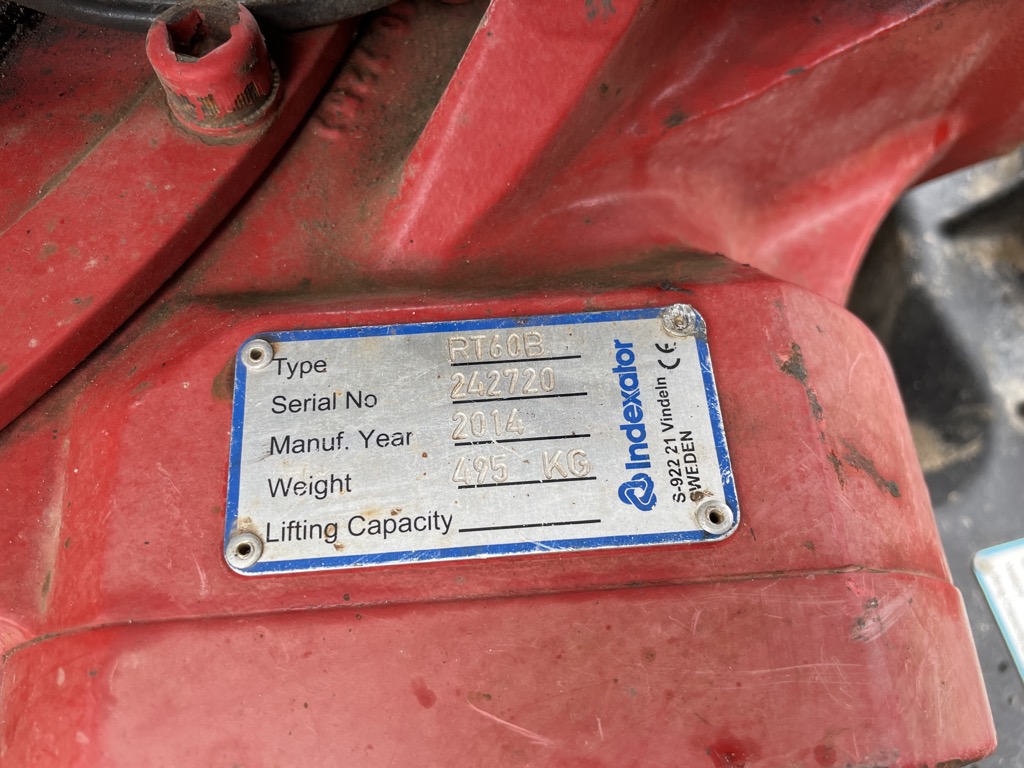 Type RT60B
Serial No 242720
Manuf. Year 2014
Weight 495 KG
Lifting Capacity
Indexator
S-922 21 Vindeln CE
SWEDEN